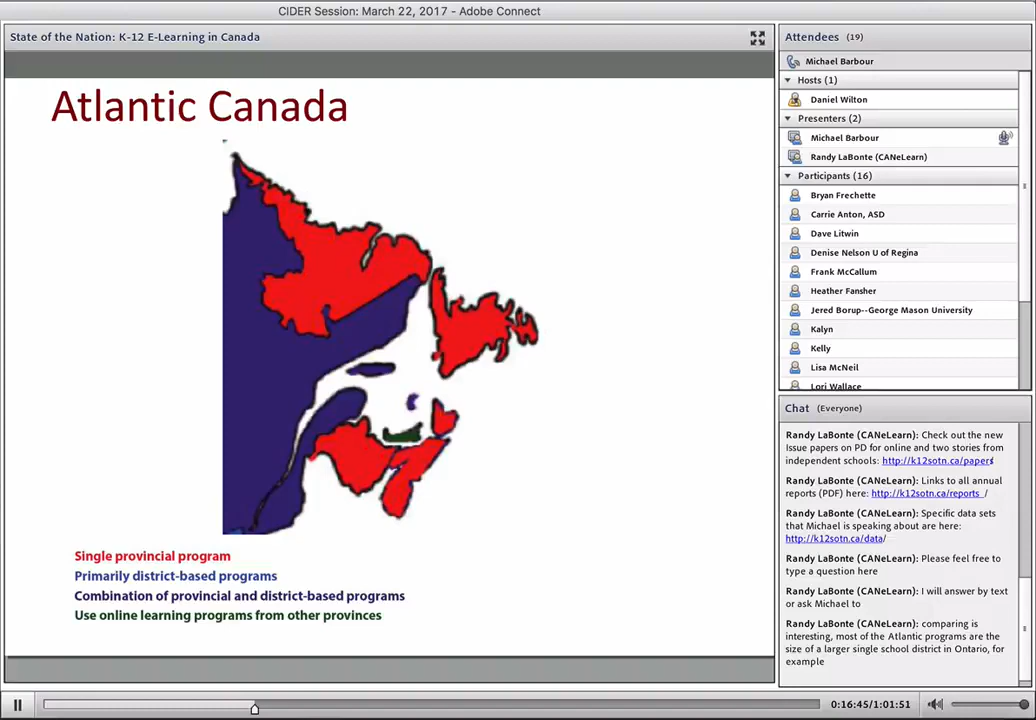 CIDER Session: March 22, 2017 - Adobe Connect
State of the Nation: K-12 E-Learning in Canada
Atlantic Canada
Single provincial program
Primarily district-based programs
Combination of provincial and district-based programs
Use online learning programs from other provinces
Attendees (19)
Michael Barbour
Hosts (1)
Daniel Wilton
Presenters (2)
Michael Barbour
Randy LaBonte (CANeLearn)
Participants (16)
Bryan Frechette
Carrie Anton, ASD
Dave Litwin
Denise Nelson U of Regina
Frank McCallum
Heather Fansher
Jered Borup--George Mason University
Kalyn
Kelly
Lisa McNeil
Lori Wallace
Chat (Everyone)
Randy LaBonte (CANeLearn): Check out the new
Issue papers on PD for online and two stories from
independent schools: http://k12sotn.ca/papers
Randy LaBonte (CANeLearn): Links to all annual
reports (PDF) here: http://k12sotn.ca/reports /
Randy LaBonte (CANeLearn): Specific data sets
that Michael is speaking about are here:
http://k12sotn.ca/data/
Randy LaBonte (CANeLearn): Please feel free to
type a question here
Randy LaBonte (CANeLearn): I will answer by text
or ask Michael to
Randy LaBonte (CANeLearn): comparing is
interesting, most of the Atlantic programs are the
size of a larger single school district in Ontario, for
example
0:16:45/1:01:51